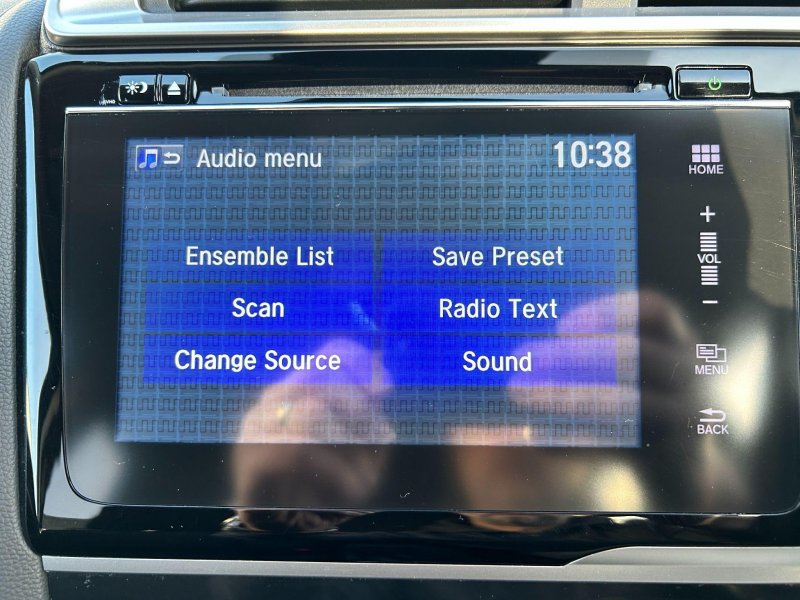 Audio menu
10:38
Ensemble List
Save Preset
Scan
Radio Text
Change Source
Sound
HOME
+
VOL
−
MENU
BACK